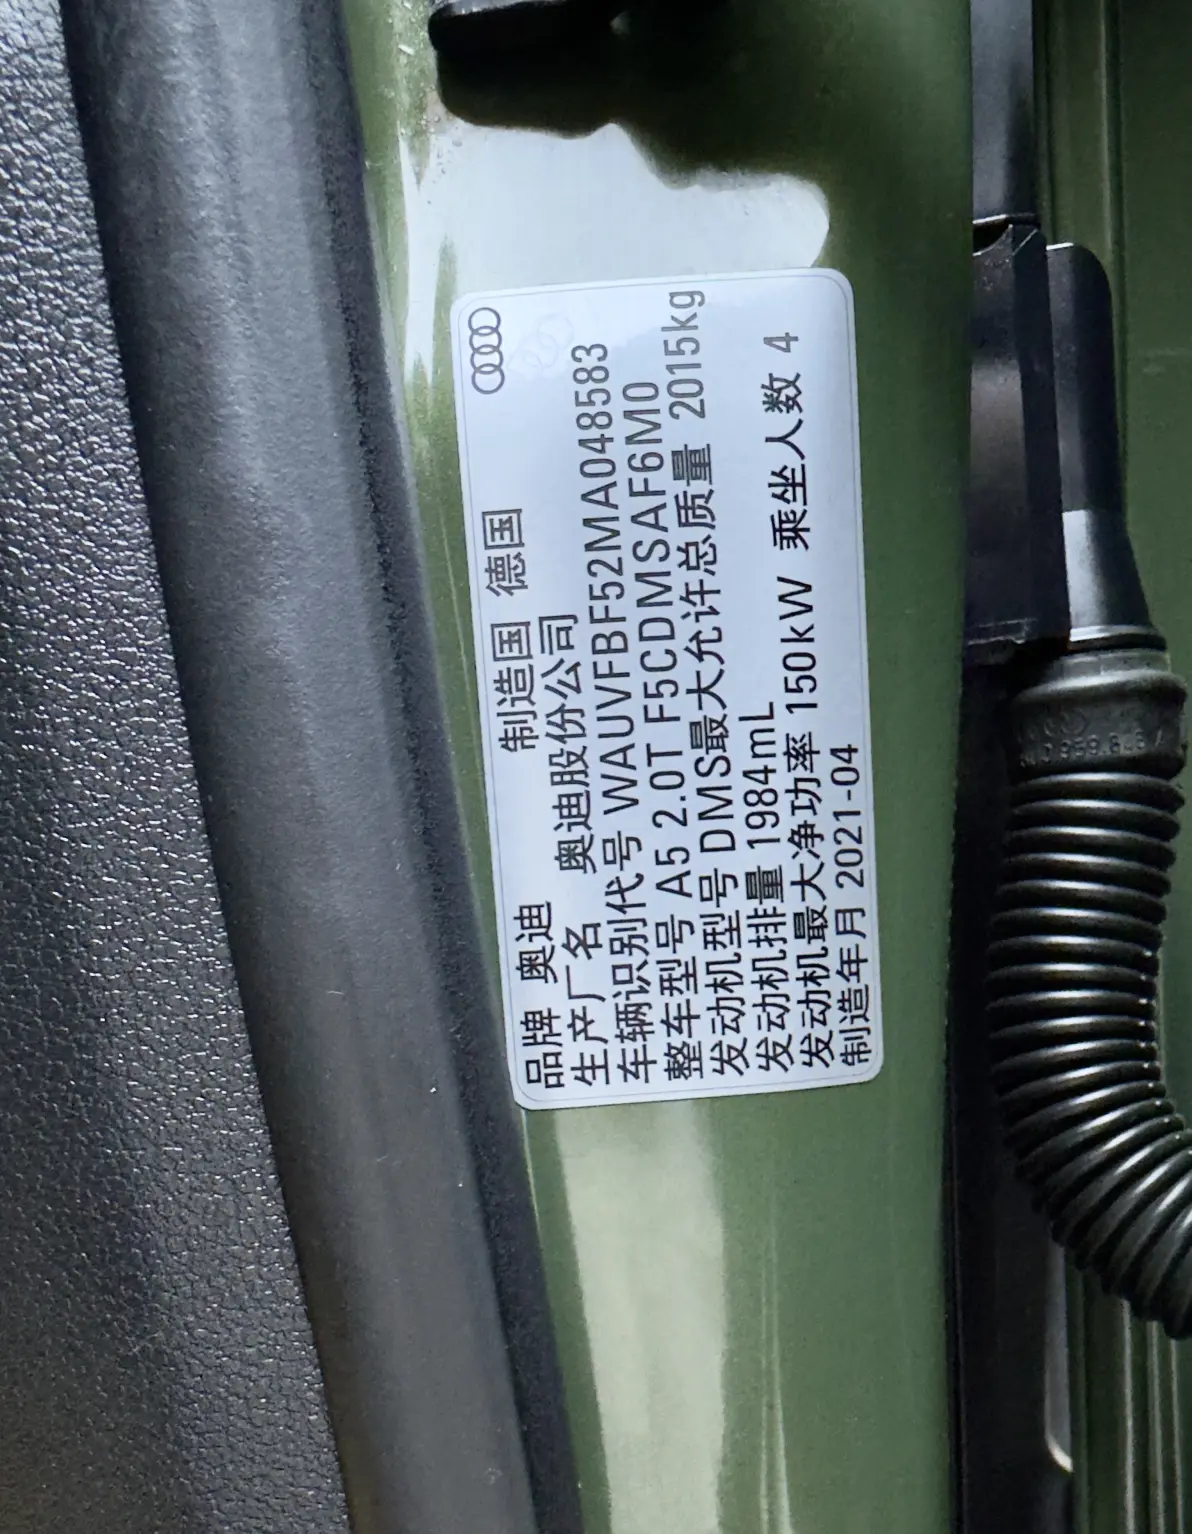 品牌 奥迪 制造国 德国
生产厂名 奥迪股份公司
车辆识别代号 WAUVFBF52MA048583
整车型号 A5 2.0T F5CDMSAF6M0
发动机型号 DMS最大允许总质量 2015kg
发动机排量 1984mL
发动机最大净功率 150kW 乘坐人数 4
制造年月 2021-04